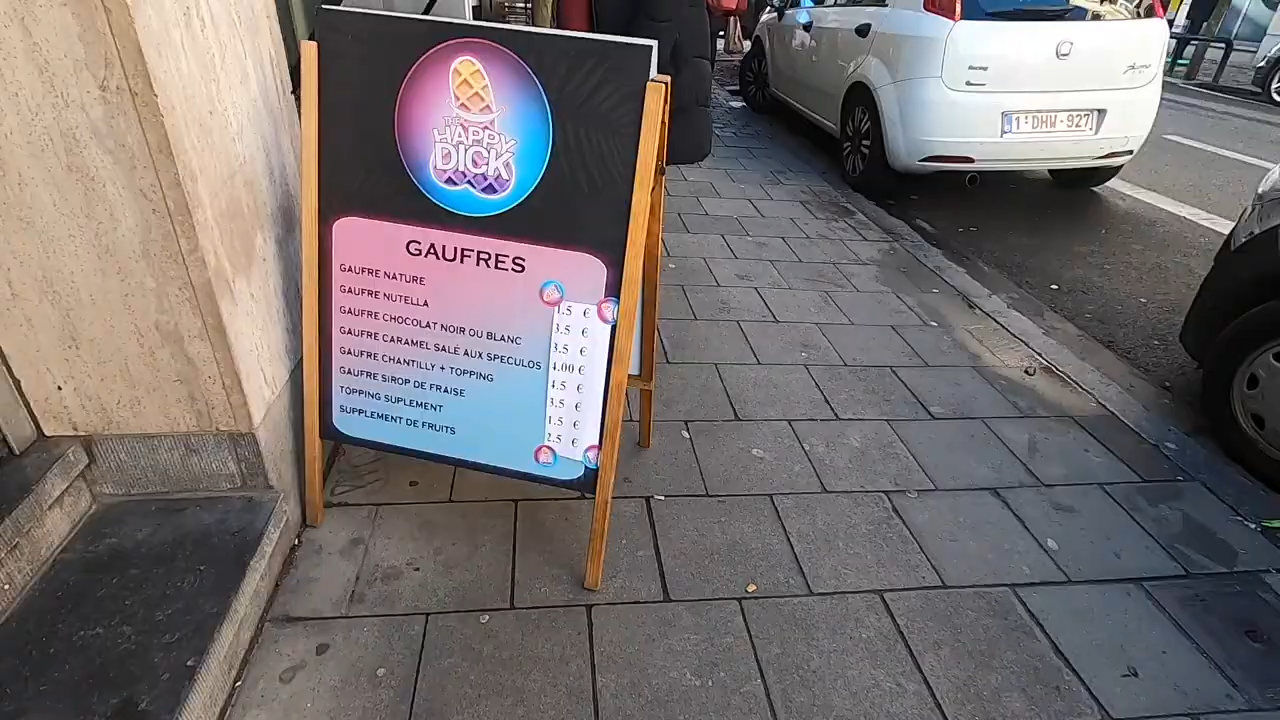 THE
HAPPY
DICK
GAUFRES
GAUFRE NATURE
GAUFRE NUTELLA
GAUFRE CHOCOLAT NOIR OU BLANC
GAUFRE CARAMEL SALÉ AUX SPECULOS
GAUFRE CHANTILLY + TOPPING
GAUFRE SIROP DE FRAISE
TOPPING SUPLEMENT
SUPPLEMENT DE FRUITS
1.5 €
3.5 €
3.5 €
4.00 €
4.5 €
3.5 €
1.5 €
2.5 €
Racing
1·DHW-927